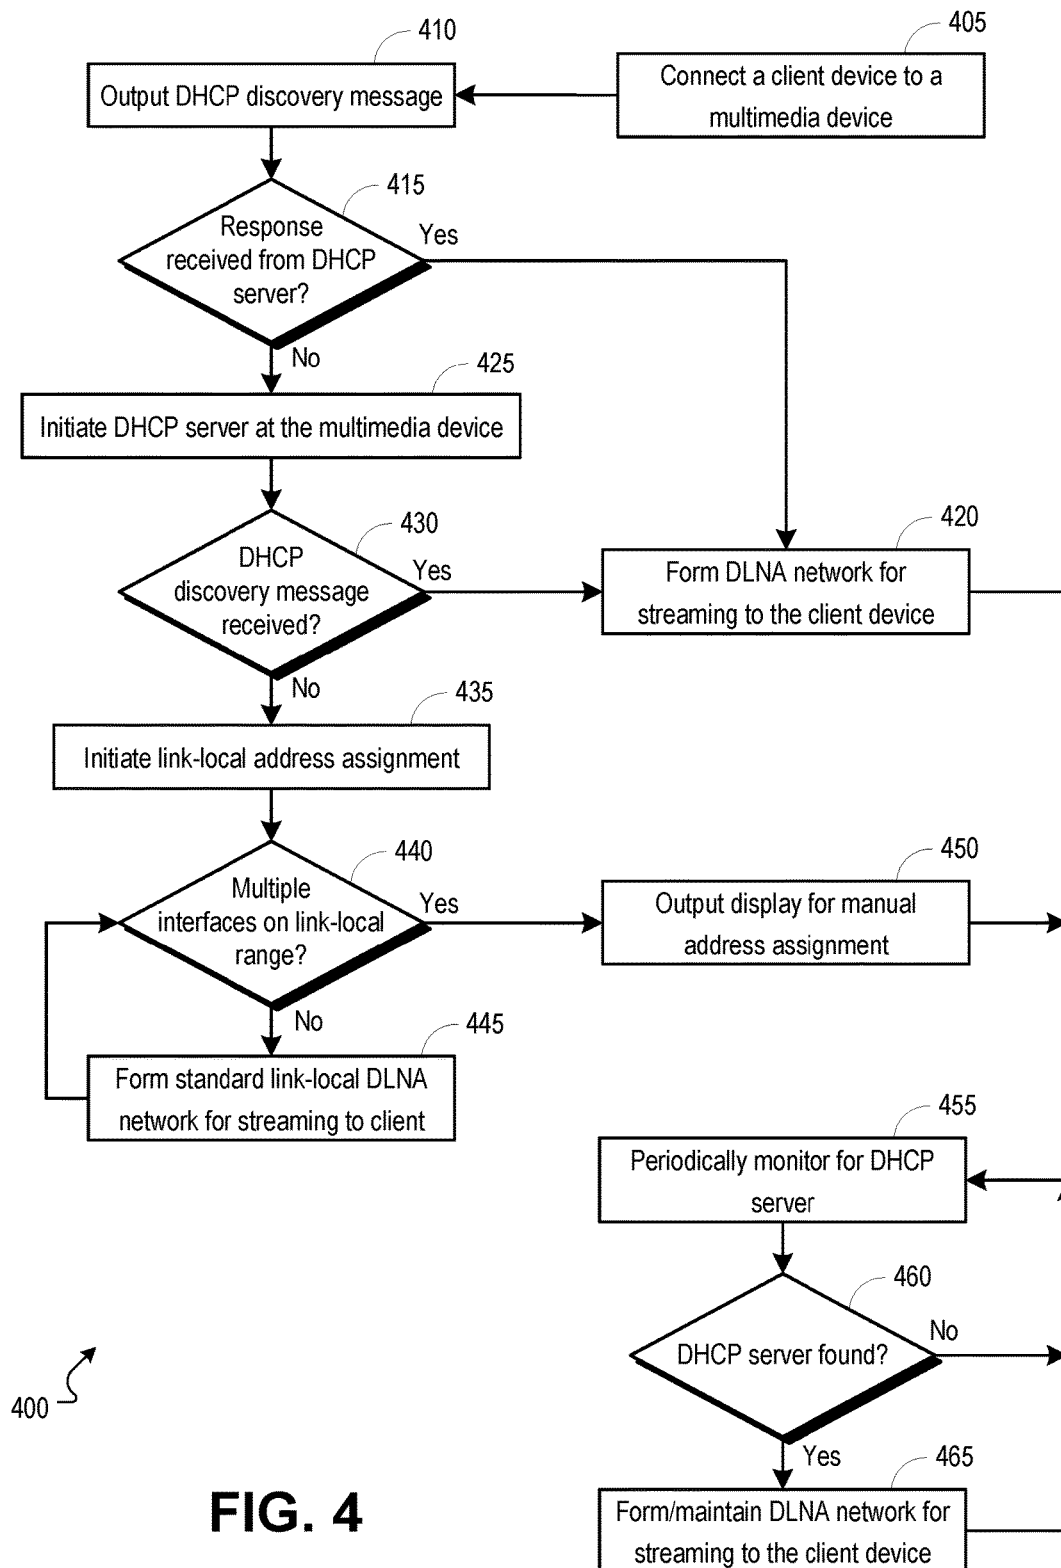 410
Output DHCP discovery message
405
Connect a client device to a
multimedia device
415
Response
received from DHCP
server?
Yes
No
425
Initiate DHCP server at the multimedia device
430
DHCP
discovery message
received?
Yes
420
Form DLNA network for
streaming to the client device
No
435
Initiate link-local address assignment
440
Multiple
interfaces on link-local
range?
Yes
450
Output display for manual
address assignment
No
445
Form standard link-local DLNA
network for streaming to client
455
Periodically monitor for DHCP
server
460
DHCP server found?
No
Yes
465
Form/maintain DLNA network for
streaming to the client device
400
FIG. 4